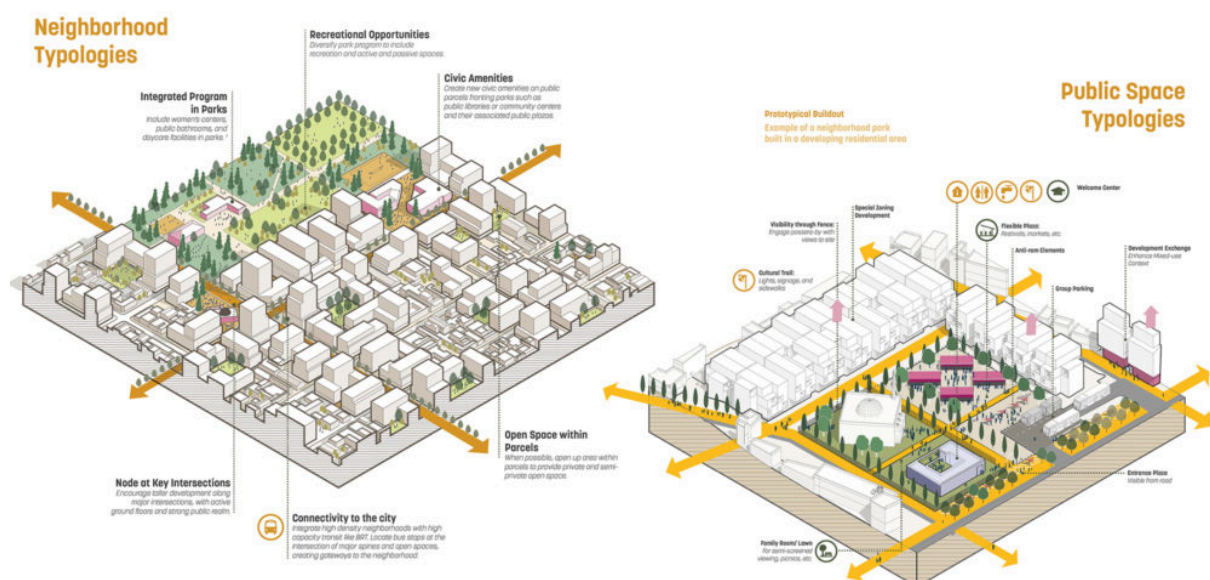 Neighborhood
Typologies
Recreational Opportunities
Diversify park program to include
recreation and active and passive spaces.
Civic Amenities
Create new civic amenities on public
parcels fronting parks such as
public libraries or community centers
and their associated public plazas.
Integrated Program
in Parks
Include women's centers,
public bathrooms, and
daycare facilities in parks.
Open Space within
Parcels
When possible, open up area within
parcels to provide private and semi-
private open space.
Node at Key Intersections
Encourage taller development along
major intersections, with active
ground floors and strong public realm.
Connectivity to the city
Integrate high density neighborhoods with high
capacity transit like BRT. Locate bus stops at the
intersection of major spines and open spaces,
creating gateways to the neighborhood.
Public Space
Typologies
Prototypical Buildout
Example of a neighborhood park
built in a developing residential area
Welcome Center
Special Zoning
Development
Visibility through Fence:
Engage passers-by with
views to site
Flexible Plaza:
Festivals, markets, etc
Anti-ram Elements
Development Exchange
Enhance Mixed-use
Context
Cultural Trail:
Lights, signage, and
sidewalks
Group Parking
Entrance Plaza
Visible from road
Family Room/ Lawn
For semi-screened
viewing, picnics, etc